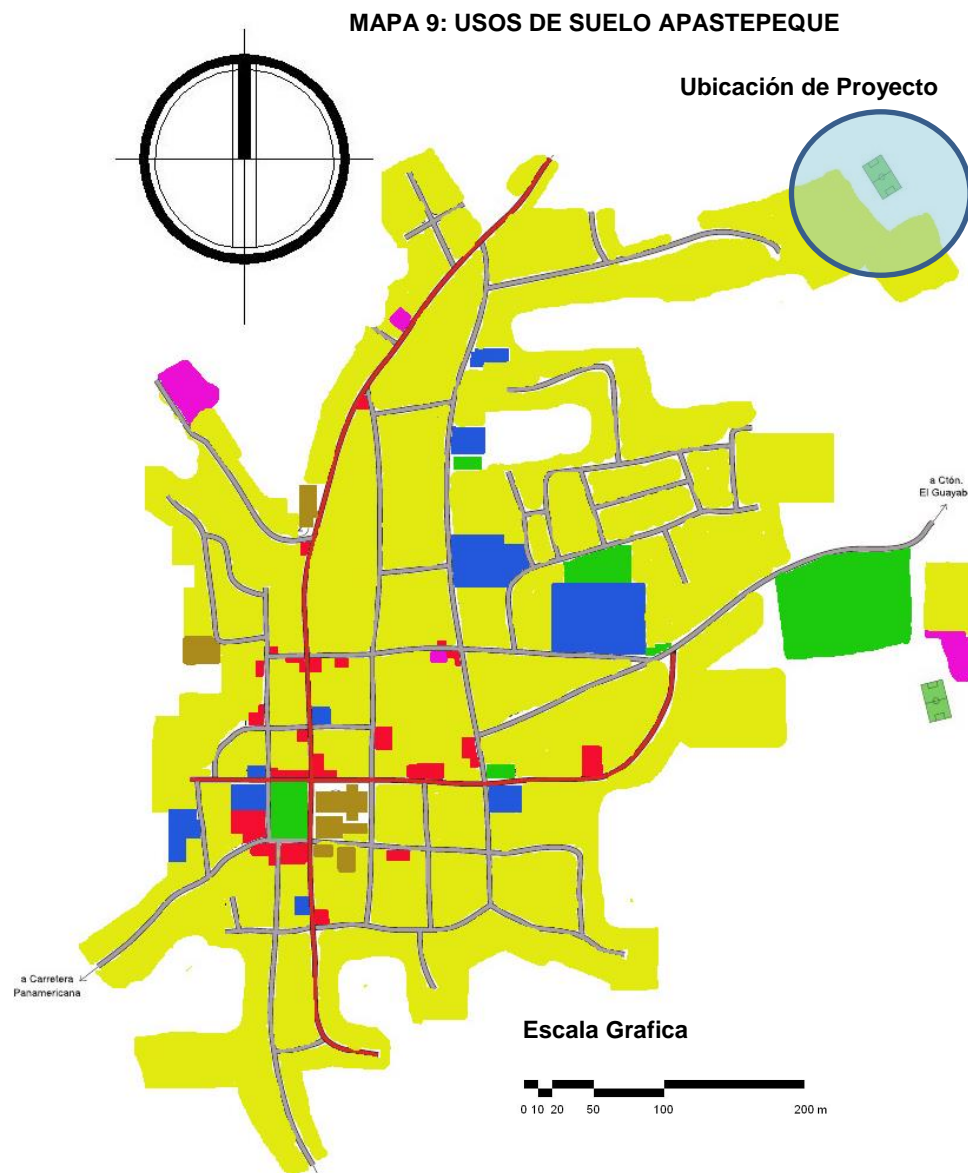 MAPA 9: USOS DE SUELO APASTEPEQUE
Ubicación de Proyecto
a Ctón.
El Guayab
a Carretera
Panamericana
Escala Grafica
0 10 20 50 100 200 m